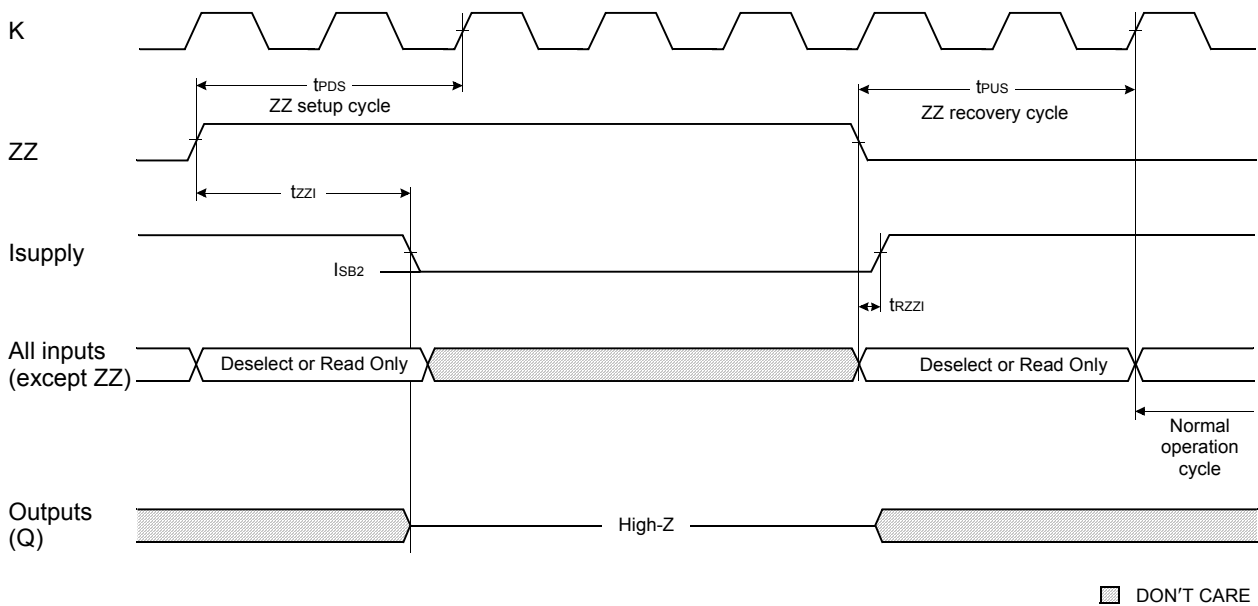 K
tPDS
ZZ setup cycle
tPUS
ZZ recovery cycle
ZZ
tZZI
Isupply
ISB2
tRZZI
All inputs
(except ZZ)
Deselect or Read Only
Deselect or Read Only
Normal
operation
cycle
Outputs
(Q)
High-Z
DON'T CARE